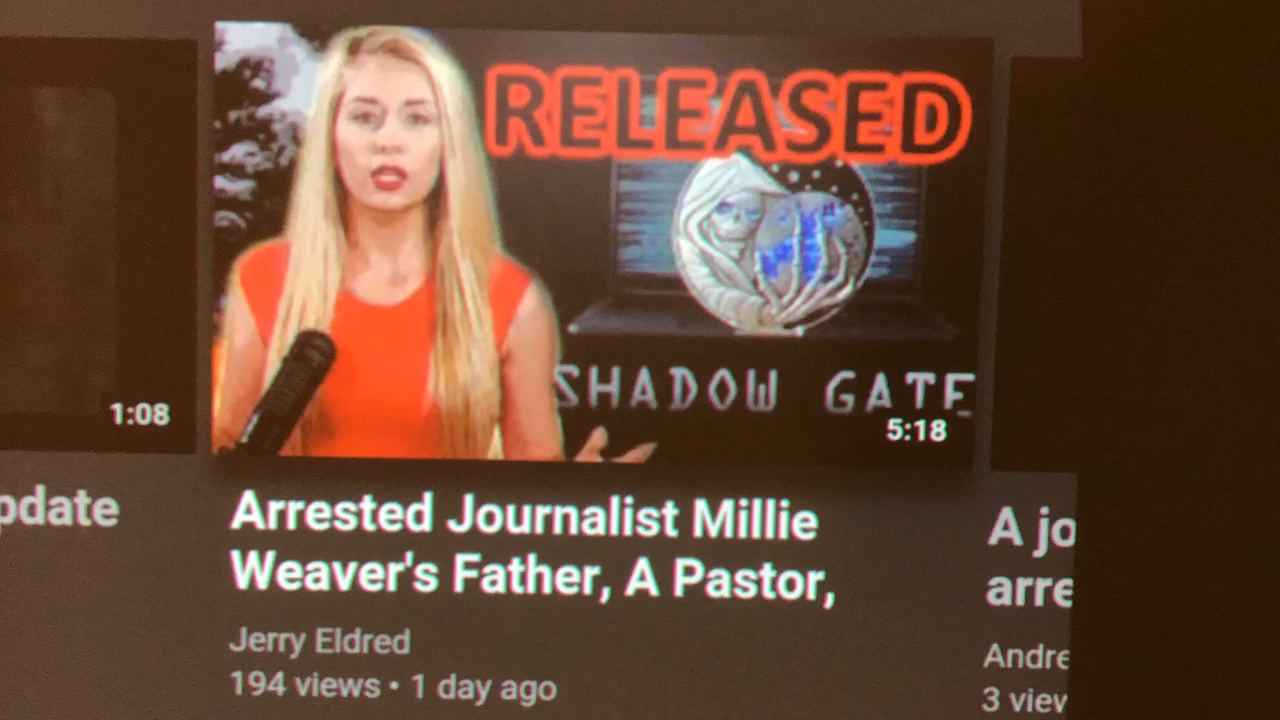 RELEASED
SHADOW GATE
1:08
5:18
pdate
Arrested Journalist Millie
Weaver's Father, A Pastor,
Jerry Eldred
194 views • 1 day ago
A jo
arre
Andre
3 view